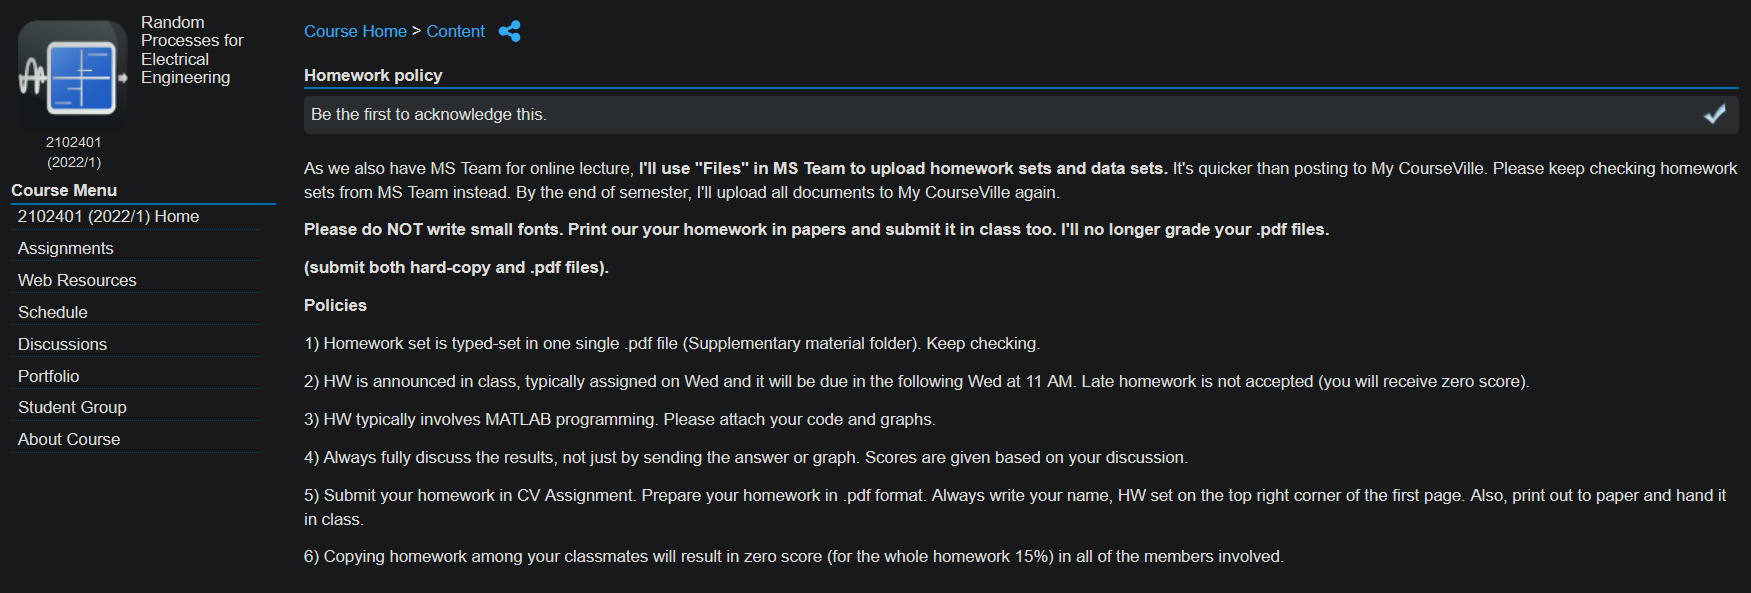 Random
Processes for
Electrical
Engineering
2102401
(2022/1)
Course Menu
2102401 (2022/1) Home
Assignments
Web Resources
Schedule
Discussions
Portfolio
Student Group
About Course
Course Home > Content
Homework policy
Be the first to acknowledge this.
As we also have MS Team for online lecture, I'll use "Files" in MS Team to upload homework sets and data sets. It's quicker than posting to My CourseVille. Please keep checking homework
sets from MS Team instead. By the end of semester, I'll upload all documents to My CourseVille again.
Please do NOT write small fonts. Print our your homework in papers and submit it in class too. I'll no longer grade your .pdf files.
(submit both hard-copy and .pdf files).
Policies
1) Homework set is typed-set in one single .pdf file (Supplementary material folder). Keep checking.
2) HW is announced in class, typically assigned on Wed and it will be due in the following Wed at 11 AM. Late homework is not accepted (you will receive zero score).
3) HW typically involves MATLAB programming. Please attach your code and graphs.
4) Always fully discuss the results, not just by sending the answer or graph. Scores are given based on your discussion.
5) Submit your homework in CV Assignment. Prepare your homework in .pdf format. Always write your name, HW set on the top right corner of the first page. Also, print out to paper and hand it
in class.
6) Copying homework among your classmates will result in zero score (for the whole homework 15%) in all of the members involved.